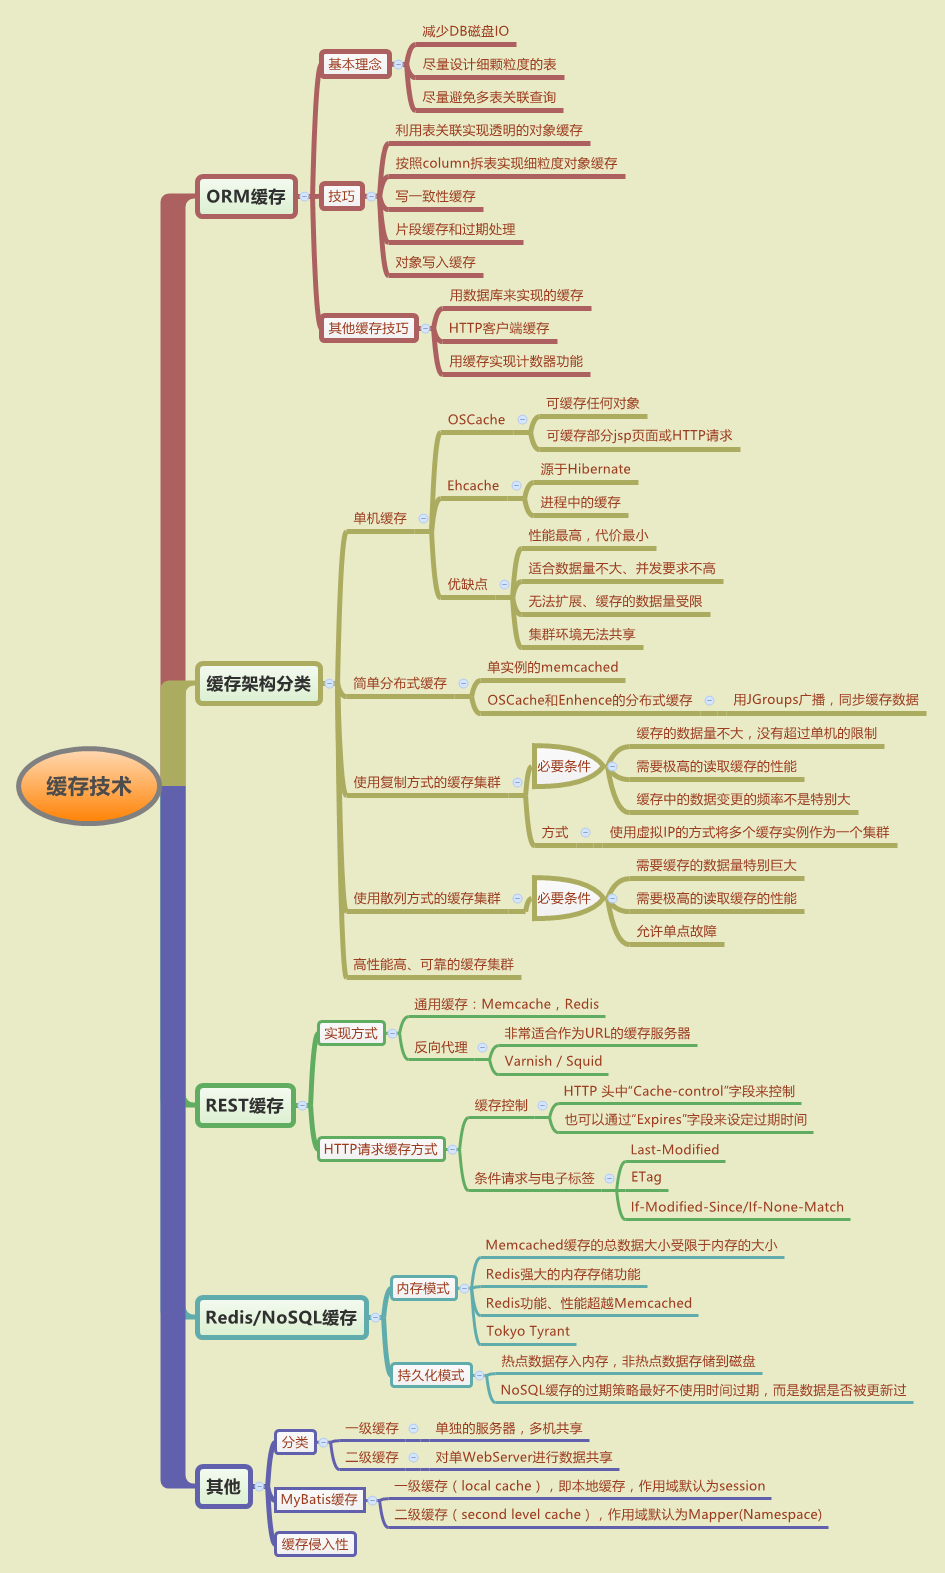 缓存技术
ORM缓存
基本理念
减少DB磁盘IO
尽量设计细颗粒度的表
尽量避免多表关联查询
技巧
利用表关联实现透明的对象缓存
按照column拆表实现细粒度对象缓存
写一致性缓存
片段缓存和过期处理
对象写入缓存
其他缓存技巧
用数据库来实现的缓存
HTTP客户端缓存
用缓存实现计数器功能
缓存架构分类
单机缓存
OSCache
可缓存任何对象
可缓存部分jsp页面或HTTP请求
Ehcache
源于Hibernate
进程中的缓存
优缺点
性能最高，代价最小
适合数据量不大、并发要求不高
无法扩展、缓存的数据量受限
集群环境无法共享
简单分布式缓存
单实例的memcached
OSCache和Enhence的分布式缓存
用JGroups广播，同步缓存数据
使用复制方式的缓存集群
必要条件
缓存的数据量不大，没有超过单机的限制
需要极高的读取缓存的性能
缓存中的数据变更的频率不是特别大
方式
使用虚拟IP的方式将多个缓存实例作为一个集群
使用散列方式的缓存集群
必要条件
需要缓存的数据量特别巨大
需要极高的读取缓存的性能
允许单点故障
高性能高、可靠的缓存集群
REST缓存
实现方式
通用缓存：Memcache，Redis
反向代理
非常适合作为URL的缓存服务器
Varnish / Squid
HTTP请求缓存方式
缓存控制
HTTP 头中“Cache-control”字段来控制
也可以通过“Expires”字段来设定过期时间
条件请求与电子标签
Last-Modified
ETag
If-Modified-Since/If-None-Match
Redis/NoSQL缓存
内存模式
Memcached缓存的总数据大小受限于内存的大小
Redis强大的内存存储功能
Redis功能、性能超越Memcached
Tokyo Tyrant
持久化模式
热点数据存入内存，非热点数据存储到磁盘
NoSQL缓存的过期策略最好不使用时间过期，而是数据是否被更新过
其他
分类
一级缓存
单独的服务器，多机共享
二级缓存
对单WebServer进行数据共享
MyBatis缓存
一级缓存（local cache），即本地缓存，作用域默认为session
二级缓存（second level cache），作用域默认为Mapper(Namespace)
缓存侵入性